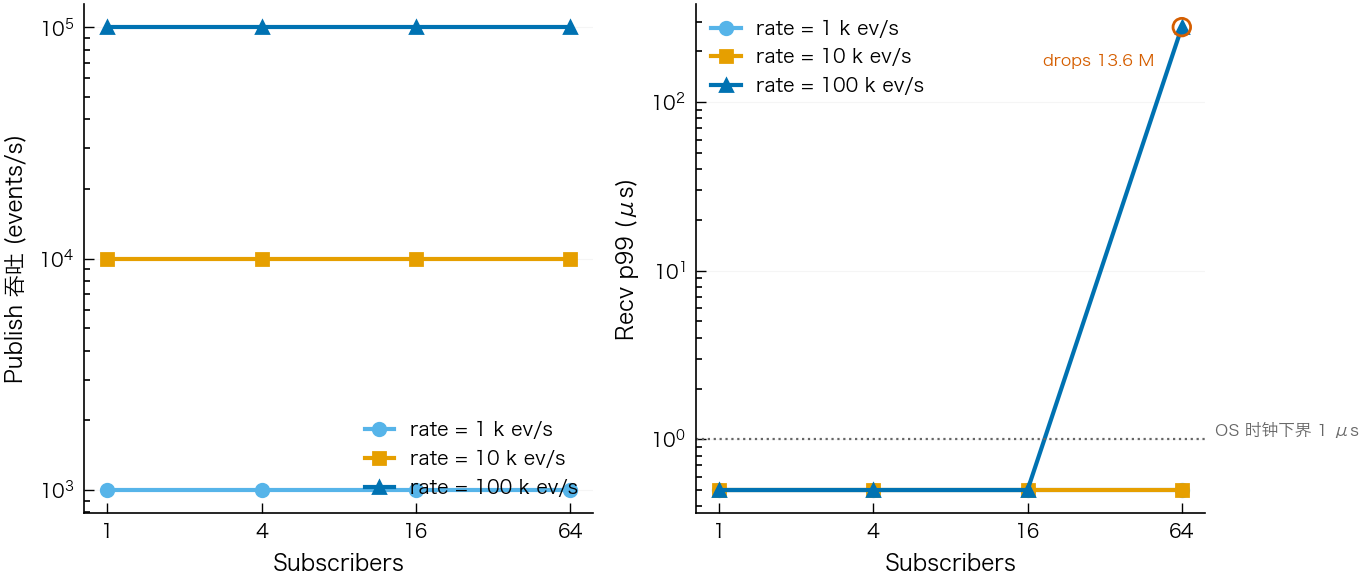 Publish 吞吐 (events/s)
10⁵
10⁴
10³
rate = 1 k ev/s
rate = 10 k ev/s
rate = 100 k ev/s
1 4 16 64
Subscribers
Recv p99 (μs)
rate = 1 k ev/s
rate = 10 k ev/s
rate = 100 k ev/s
drops 13.6 M
10²
10¹
10⁰
OS 时钟下界 1 μs
1 4 16 64
Subscribers